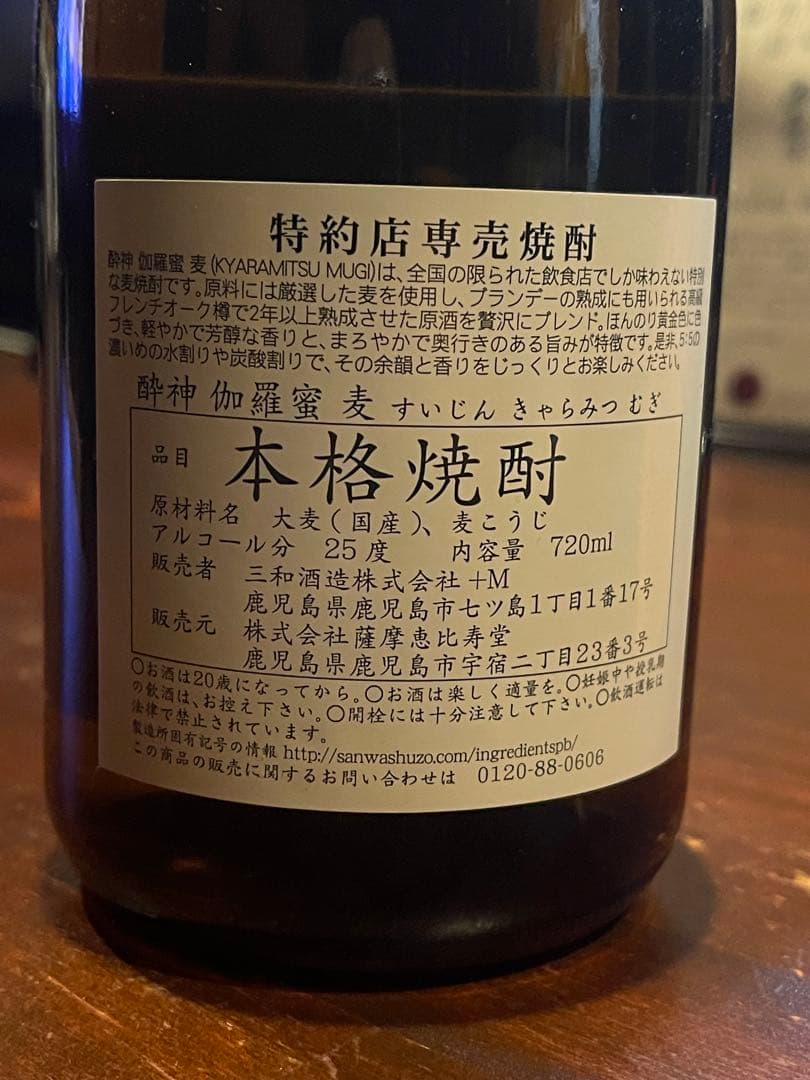 特約店専売焼酎
酔神 伽羅蜜 麦(KYARAMITSU MUGI)は、全国の限られた飲食店でしか味わえない特別
な麦焼酎です。原料には厳選した麦を使用し、ブランデーの熟成にも用いられる高級
フレンチオーク樽で2年以上熟成させた原酒を贅沢にブレンド。ほんのり黄金色に色
づき、軽やかで芳醇な香りと、まろやかで奥行きのある旨みが特徴です。是非、5:5の
濃いめの水割りや炭酸割りで、その余韻と香りをじっくりとお楽しみください。
酔神 伽羅蜜 麦 すいじん きゃらみつ むぎ
品目 本格焼酎
原材料名 大麦(国産)、麦こうじ
アルコール分 25度 内容量 720ml
販売者 三和酒造株式会社 +M
鹿児島県鹿児島市七ツ島1丁目1番17号
販売元 株式会社薩摩恵比寿堂
鹿児島県鹿児島市宇宿二丁目23番3号
○お酒は20歳になってから。○お酒は楽しく適量を。○妊娠中や授乳期
の飲酒は、お控え下さい。○開栓には十分注意して下さい。○飲酒運転は
法律で禁止されています。
製造所固有記号の情報 http://sanwashuzo.com/ingredientspb/
この商品の販売に関するお問い合わせは 0120-88-0606